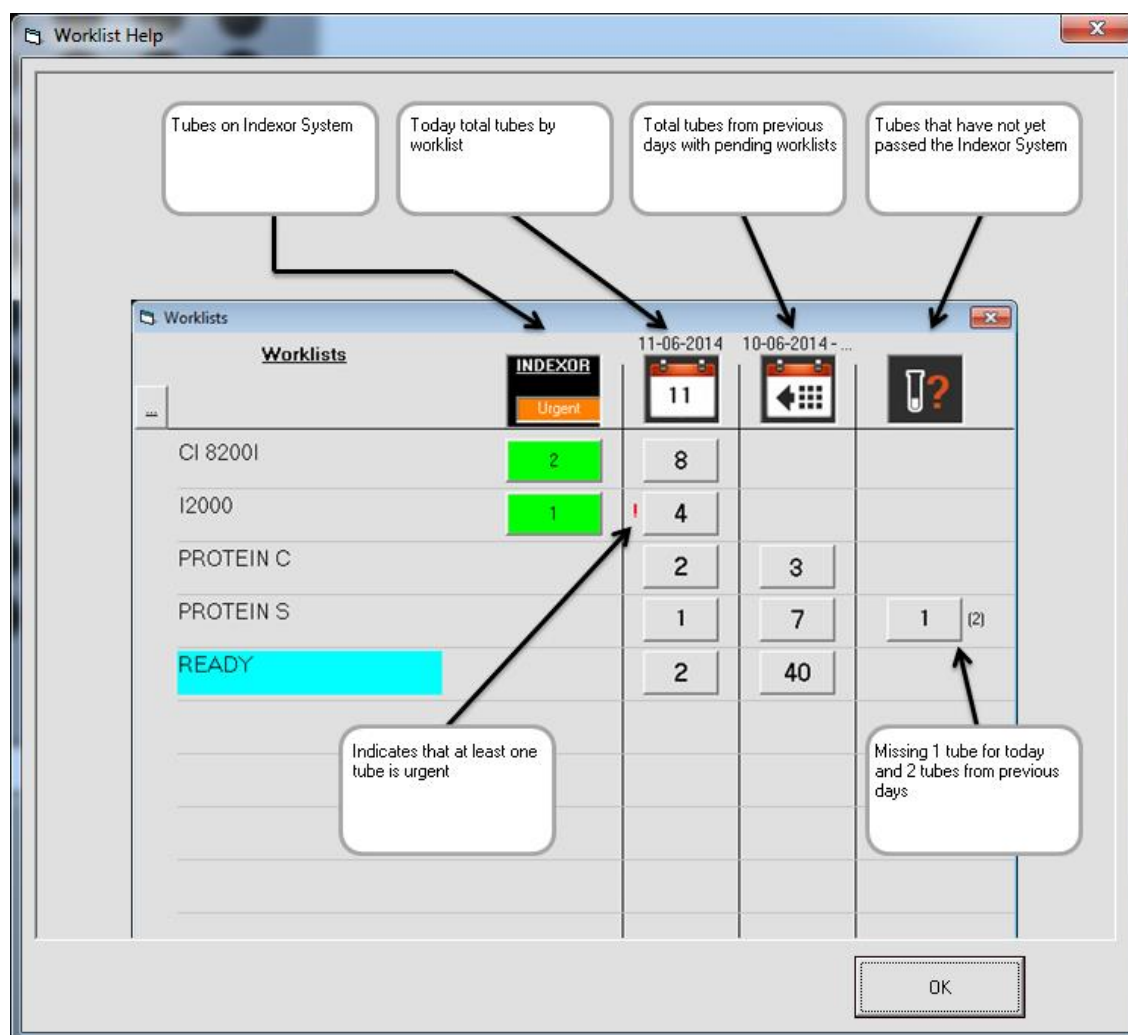 Worklist Help
Tubes on Indexor System
Today total tubes by
worklist
Total tubes from previous
days with pending worklists
Tubes that have not yet
passed the Indexor System
Worklists
Worklists
11-06-2014
10-06-2014 - ...
INDEXOR
Urgent
11
?
...
CI 8200I
2
8
I2000
1
!
4
PROTEIN C
2
3
PROTEIN S
1
7
1
(2)
READY
2
40
Indicates that at least one
tube is urgent
Missing 1 tube for today
and 2 tubes from previous
days
OK